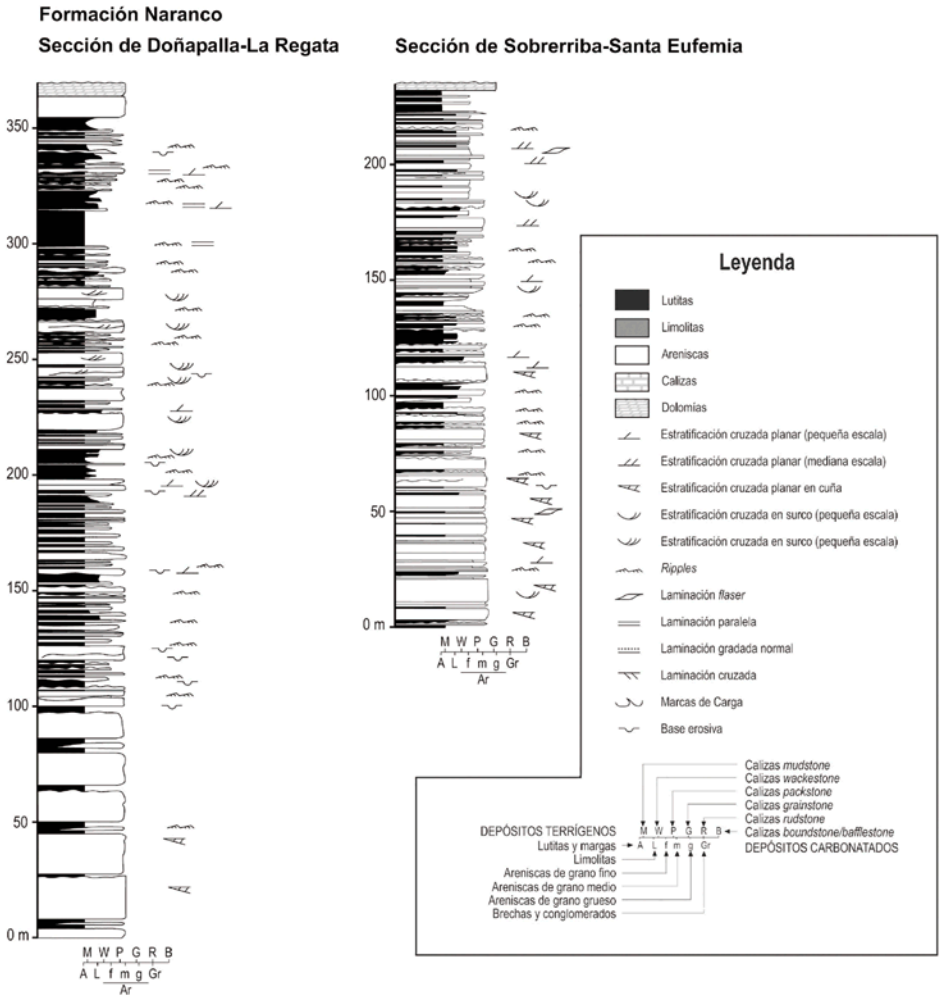 Formación Naranco
Sección de Doñapalla-La Regata
Sección de Sobrerriba-Santa Eufemia
350
300
250
200
150
100
50
0 m
M W P G R B
A L f m g Gr
Ar
200
150
100
50
0 m
M W P G R B
A L f m g Gr
Ar
Leyenda
Lutitas
Limolitas
Areniscas
Calizas
Dolomías
Estratificación cruzada planar (pequeña escala)
Estratificación cruzada planar (mediana escala)
Estratificación cruzada planar en cuña
Estratificación cruzada en surco (pequeña escala)
Estratificación cruzada en surco (pequeña escala)
Ripples
Laminación flaser
Laminación paralela
Laminación gradada normal
Laminación cruzada
Marcas de Carga
Base erosiva
Calizas mudstone
Calizas wackestone
Calizas packstone
Calizas grainstone
Calizas rudstone
Calizas boundstone/bafflestone
DEPÓSITOS CARBONATADOS
M W P G R B
A L f m g Gr
DEPÓSITOS TERRÍGENOS
Lutitas y margas
Limolitas
Areniscas de grano fino
Areniscas de grano medio
Areniscas de grano grueso
Brechas y conglomerados